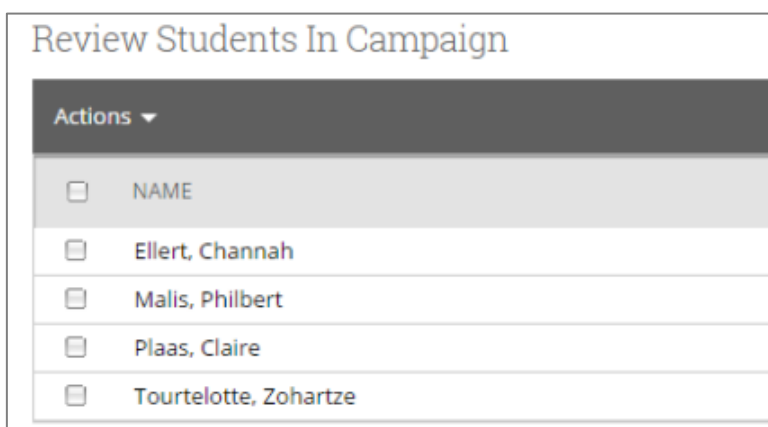 Review Students In Campaign
Actions
NAME
Ellert, Channah
Malis, Philbert
Plaas, Claire
Tourtelotte, Zohartze